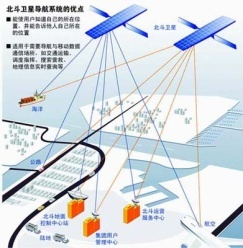 北斗卫星导航系统的优点
■ 能使用户知道自己的所在位
置，并能告诉他人自己所在
的位置
■ 适用于需要导航与移动数据
通信场所，如交通运输、
调度指挥、搜索营救、
地理信息实时查询等
北斗卫星
海洋
公路
北斗地面
控制中心站
陆地
集团用户
管理中心
北斗运营
服务中心
航空